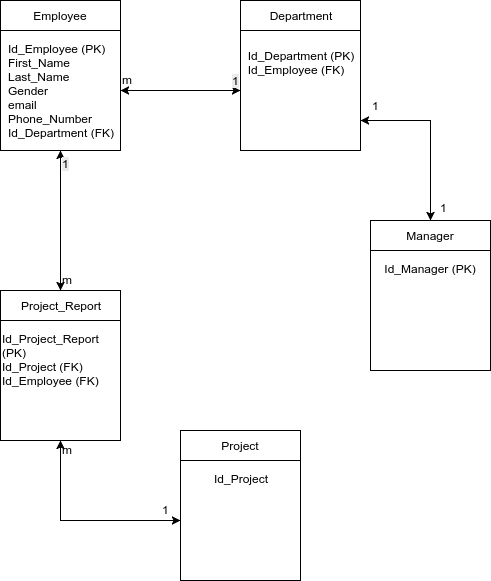 Employee
Id_Employee (PK)
First_Name
Last_Name
Gender
email
Phone_Number
Id_Department (FK)
m
1
Department
Id_Department (PK)
Id_Employee (FK)
1
1
Manager
Id_Manager (PK)
1
m
Project_Report
Id_Project_Report
(PK)
Id_Project (FK)
Id_Employee (FK)
m
1
Project
Id_Project